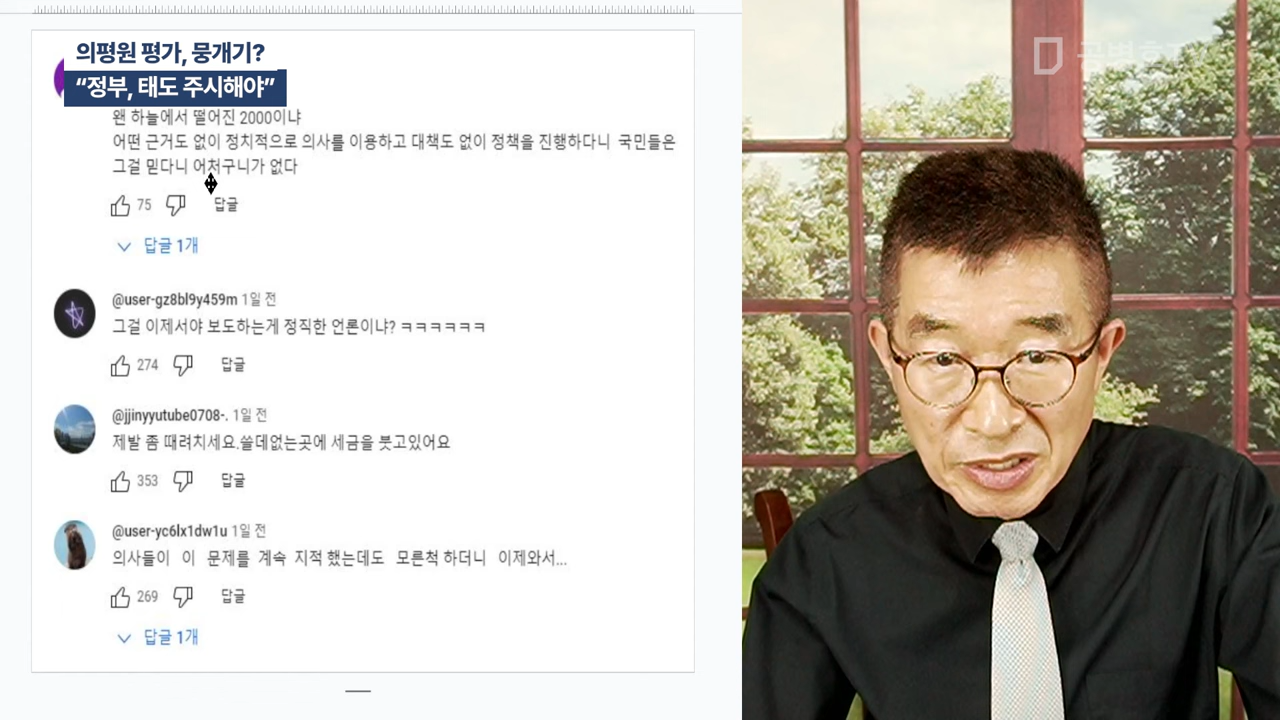 의평원 평가, 뭉개기?
“정부, 태도 주시해야”
왠 하늘에서 떨어진 2000이냐
어떤 근거도 없이 정치적으로 의사를 이용하고 대책도 없이 정책을 진행하다니 국민들은
그걸 믿다니 어처구니가 없다
75 답글
답글 1개
@user-gz8bl9y459m 1일 전
그걸 이제서야 보도하는게 정직한 언론이냐? ㅋㅋㅋㅋㅋㅋ
274 답글
@jjinyyutube0708-. 1일 전
제발 좀 때려치세요.쓸데없는곳에 세금을 붓고있어요
353 답글
@user-yc6lx1dw1u 1일 전
의사들이 이 문제를 계속 지적 했는데도 모른척 하더니 이제와서...
269 답글
답글 1개
공병호TV